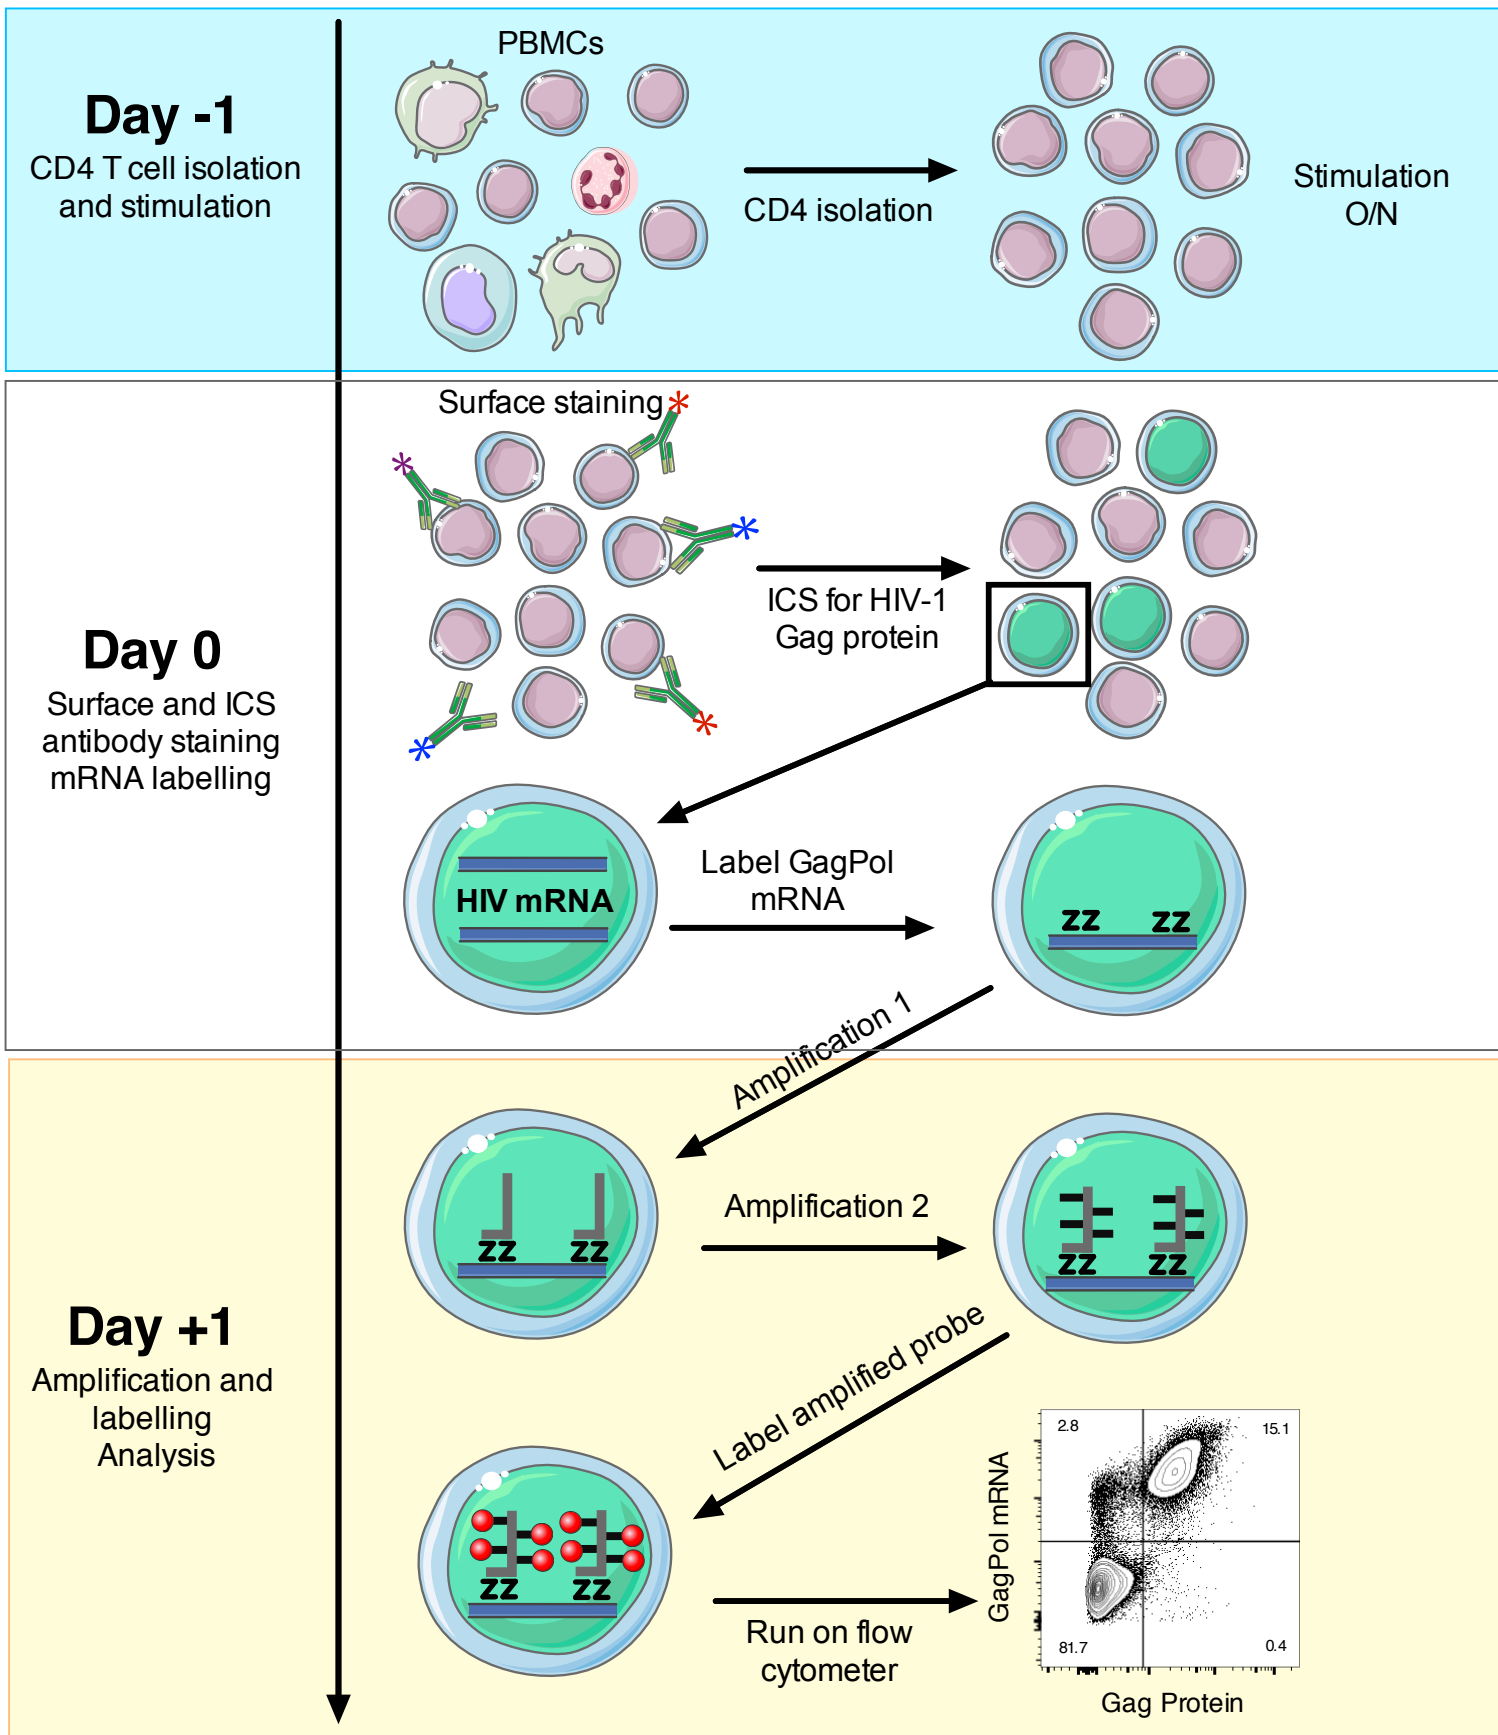 Day -1
CD4 T cell isolation
and stimulation
PBMCs
CD4 isolation
Stimulation
O/N
Day 0
Surface and ICS
antibody staining
mRNA labelling
Surface staining
ICS for HIV-1
Gag protein
HIV mRNA
Label GagPol
mRNA
zz zz
Amplification 1
Day +1
Amplification and
labelling
Analysis
zz zz
Amplification 2
zz zz
Label amplified probe
zz zz
Run on flow
cytometer
GagPol mRNA
2.8
15.1
81.7
0.4
Gag Protein